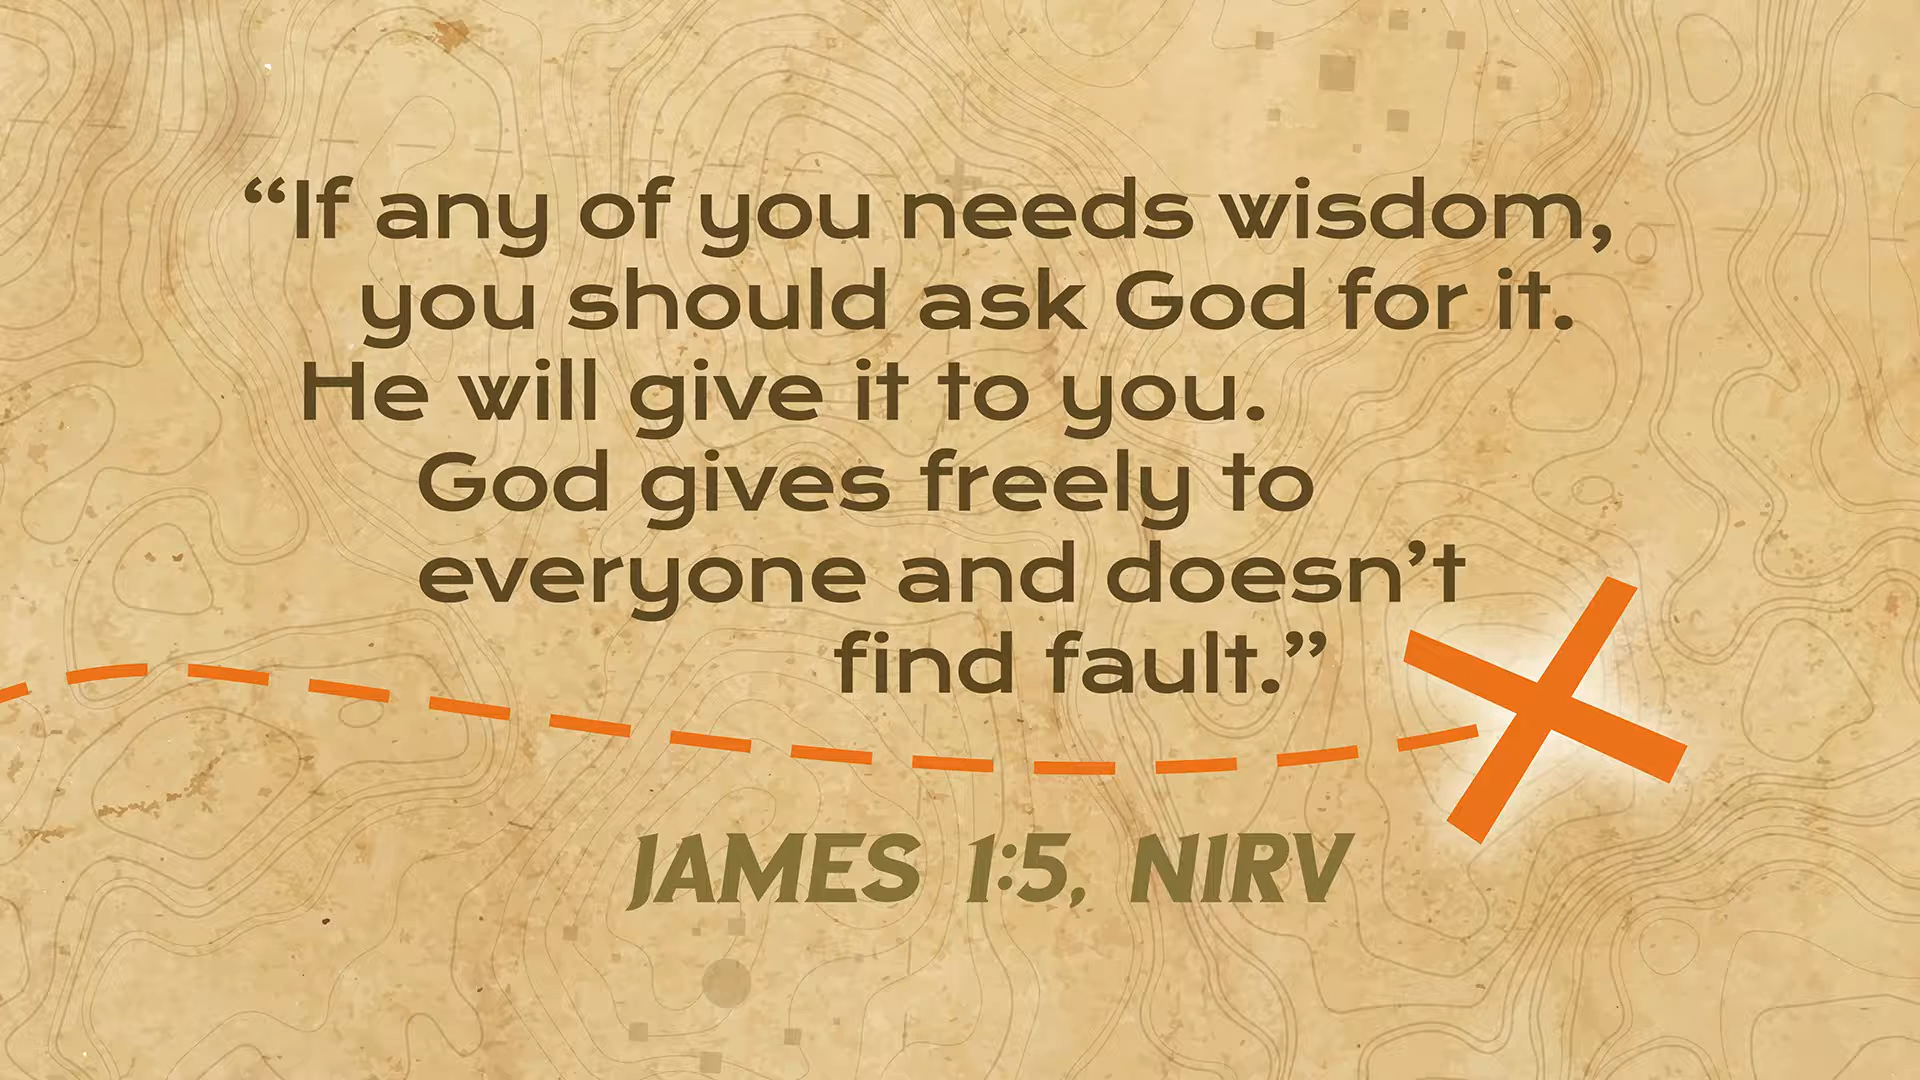 “If any of you needs wisdom,
you should ask God for it.
He will give it to you.
God gives freely to
everyone and doesn’t
find fault.”
JAMES 1:5, NIRV